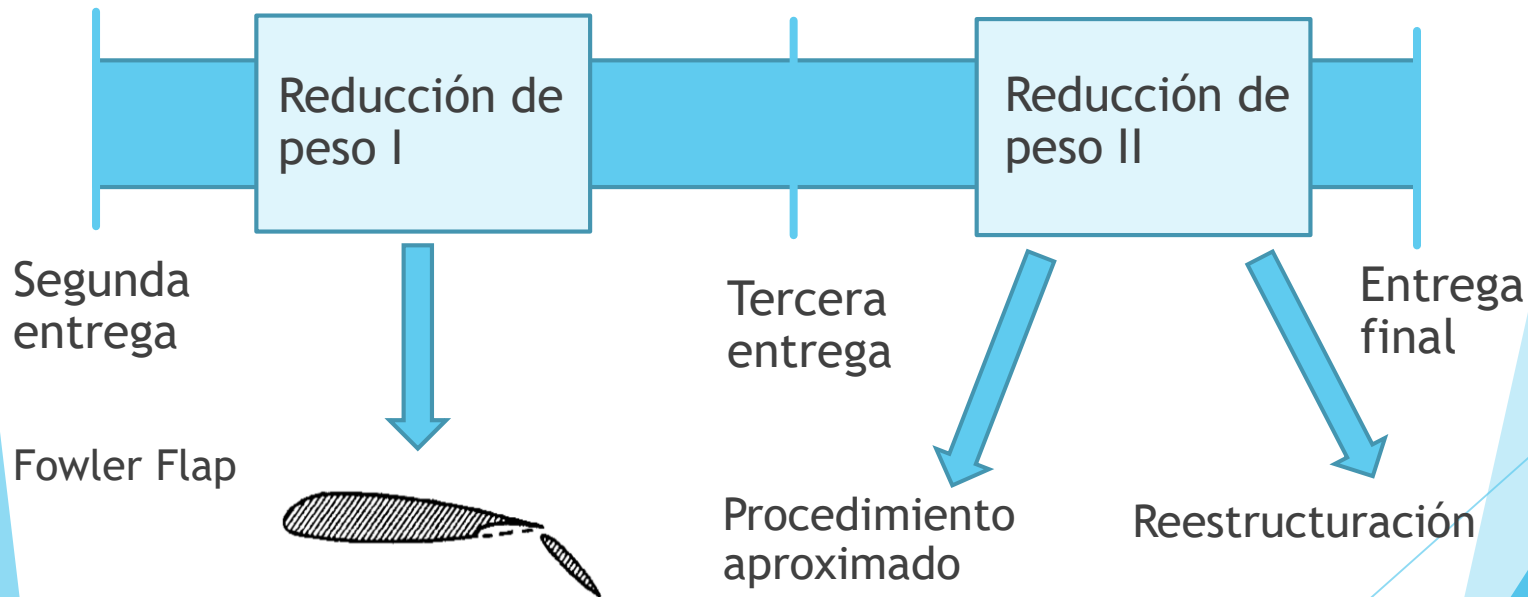 Reducción de
peso I
Reducción de
peso II
Segunda
entrega
Tercera
entrega
Entrega
final
Fowler Flap
Procedimiento
aproximado
Reestructuración